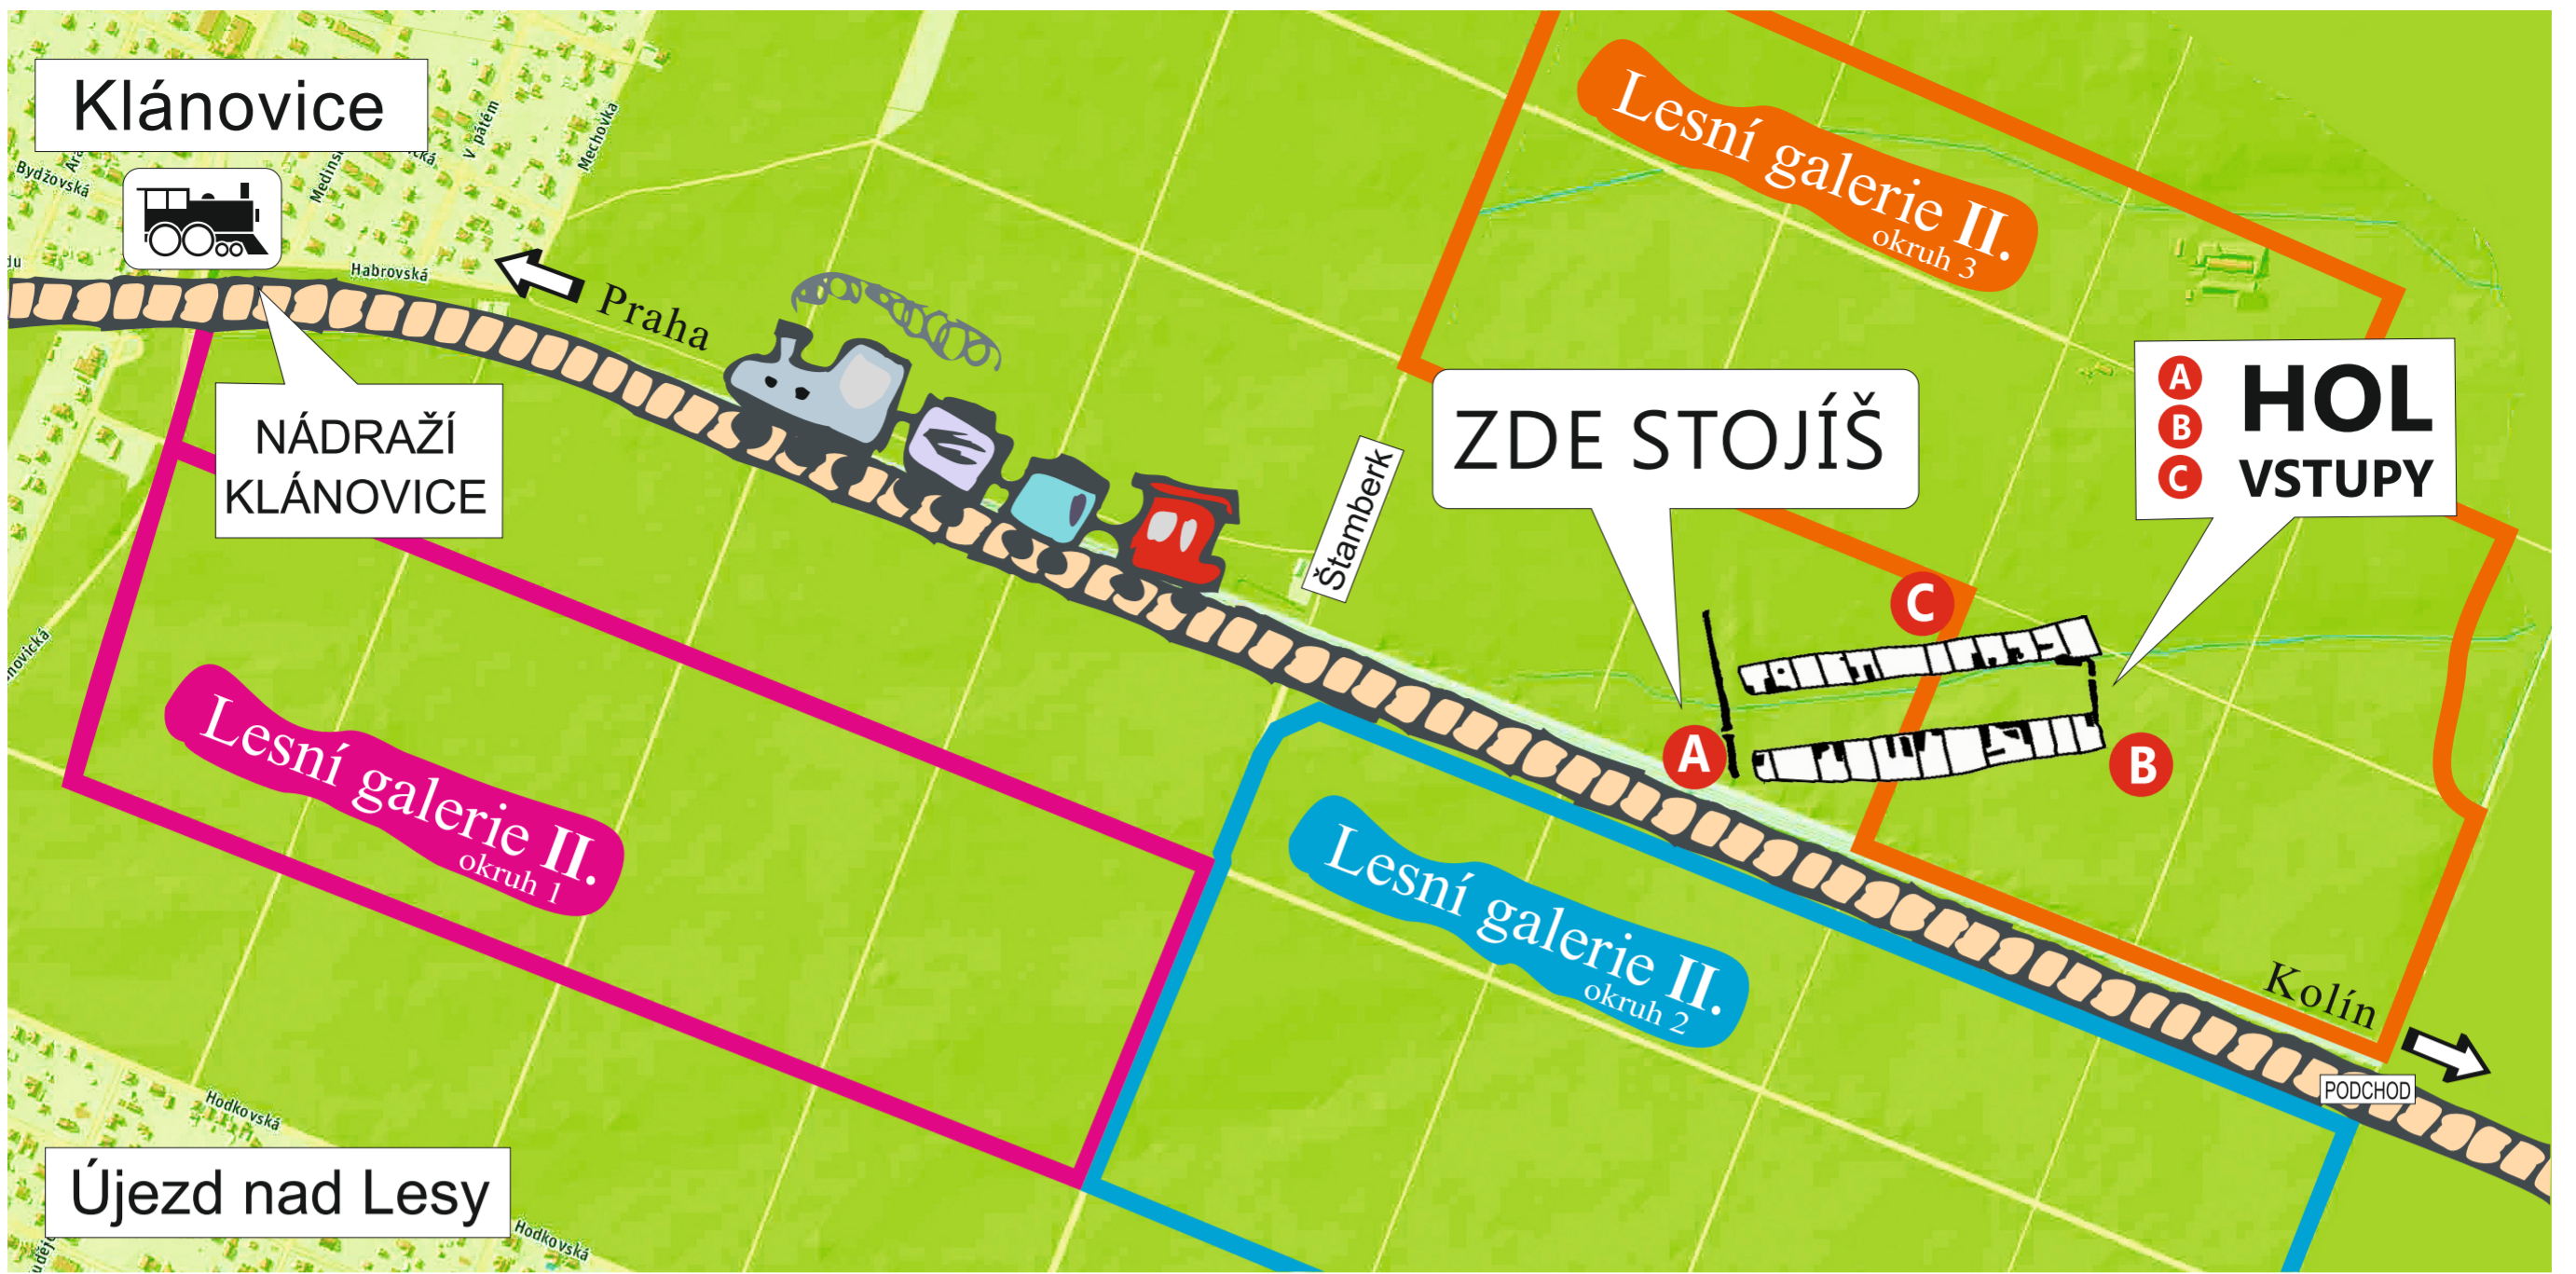 Klánovice
V pátém
Mechovka
Bydžovská
Habrovská
Praha
NÁDRAŽÍ
KLÁNOVICE
Lesní galerie II.
okruh 3
ZDE STOJÍŠ
A
B
C
HOL
VSTUPY
Štamberk
C
A
B
Lesní galerie II.
okruh 1
Lesní galerie II.
okruh 2
Kolín
PODCHOD
Hodkovská
Újezd nad Lesy
Hodkovská